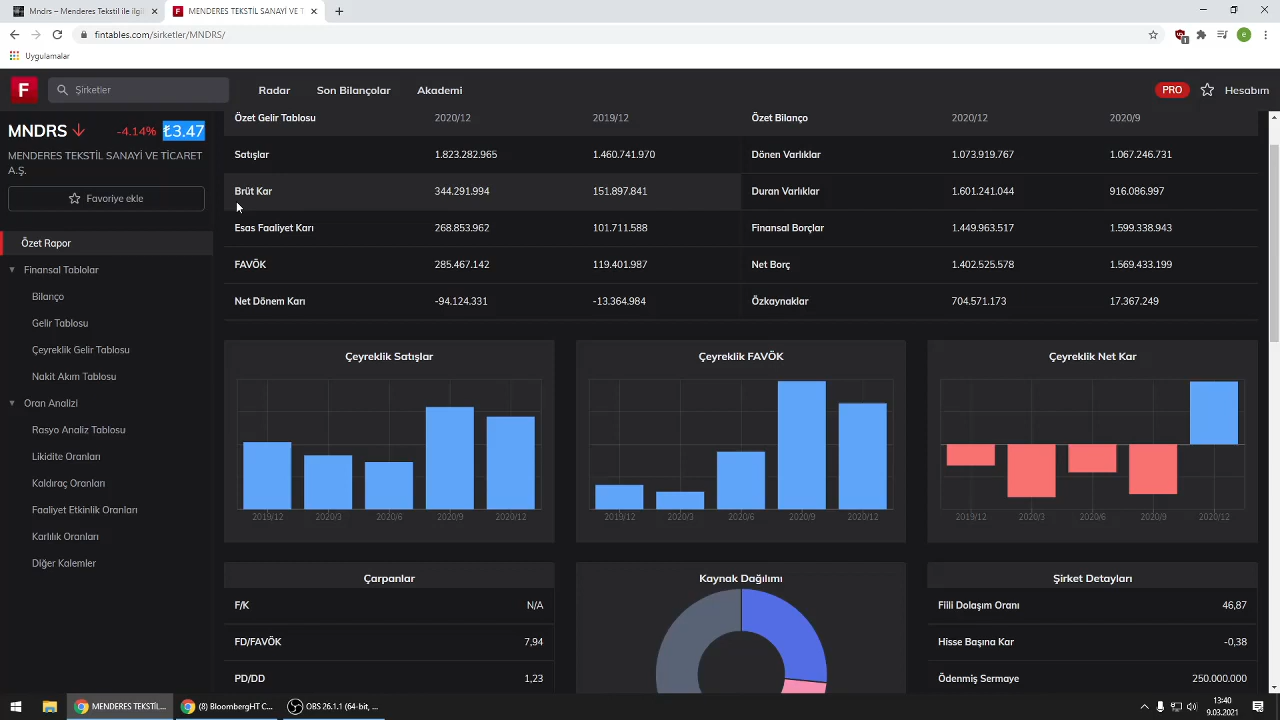 Mndrs – Menderes Tekstil ile ilgil
MENDERES TEKSTİL SANAYİ VE T
fintables.com/sirketler/MNDRS/
1
e
Uygulamalar
F
Şirketler
Radar
Son Bilançolar
Akademi
PRO
Hesabım
MNDRS
-4.14%
₺3.47
MENDERES TEKSTİL SANAYİ VE TİCARET
A.Ş.
Favoriye ekle
Özet Rapor
Finansal Tablolar
Bilanço
Gelir Tablosu
Çeyreklik Gelir Tablosu
Nakit Akım Tablosu
Oran Analizi
Rasyo Analiz Tablosu
Likidite Oranları
Kaldıraç Oranları
Faaliyet Etkinlik Oranları
Karlılık Oranları
Diğer Kalemler
Özet Gelir Tablosu 2020/12 2019/12
Satışlar 1.823.282.965 1.460.741.970
Brüt Kar 344.291.994 151.897.841
Esas Faaliyet Karı 268.853.962 101.711.588
FAVÖK 285.467.142 119.401.987
Net Dönem Karı -94.124.331 -13.364.984
Özet Bilanço 2020/12 2020/9
Dönen Varlıklar 1.073.919.767 1.067.246.731
Duran Varlıklar 1.601.241.044 916.086.997
Finansal Borçlar 1.449.963.517 1.599.338.943
Net Borç 1.402.525.578 1.569.433.199
Özkaynaklar 704.571.173 17.367.249
Çeyreklik Satışlar
2019/12 2020/3 2020/6 2020/9 2020/12
Çeyreklik FAVÖK
2019/12 2020/3 2020/6 2020/9 2020/12
Çeyreklik Net Kar
2019/12 2020/3 2020/6 2020/9 2020/12
Çarpanlar
F/K N/A
FD/FAVÖK 7,94
PD/DD 1,23
Kaynak Dağılımı
Şirket Detayları
Fiili Dolaşım Oranı 46,87
Hisse Başına Kar -0,38
Ödenmiş Sermaye 250.000.000
MENDERES TEKSTİL...
(i) BloombergHT C...
OBS 26.1.1 (64-bit, ...
13:40
9.03.2021